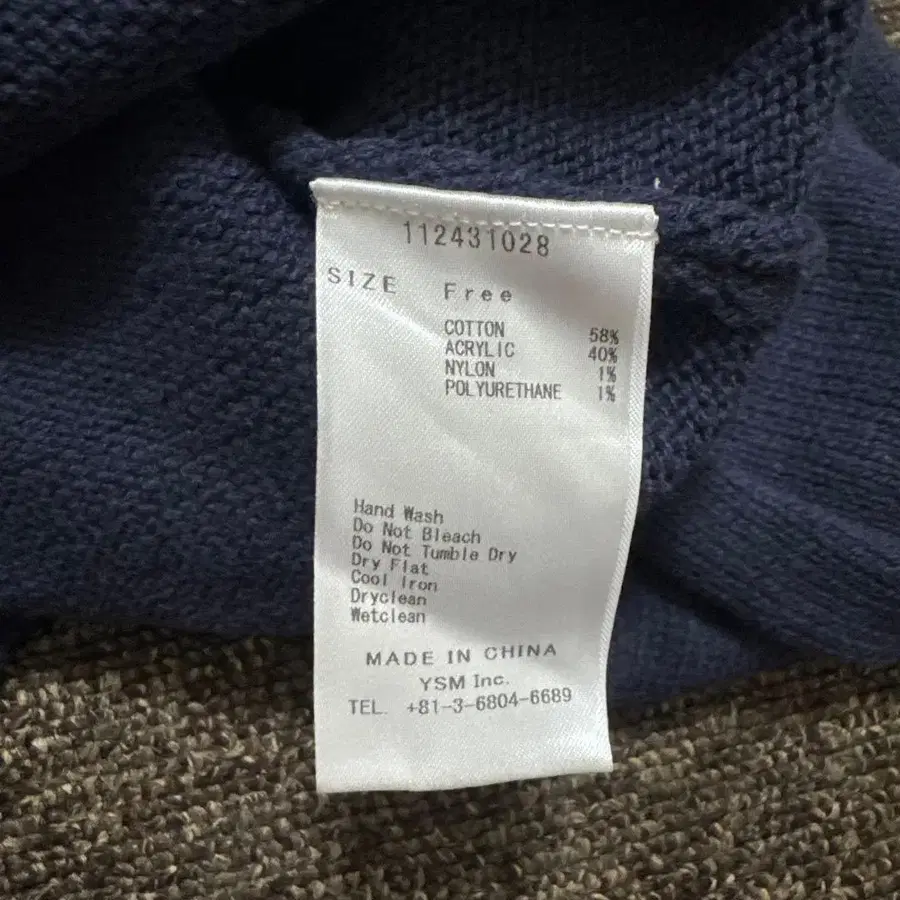 112431028
SIZE Free
COTTON 58%
ACRYLIC 40%
NYLON 1%
POLYURETHANE 1%
Hand Wash
Do Not Bleach
Do Not Tumble Dry
Dry Flat
Cool Iron
Dryclean
Wetclean
MADE IN CHINA
YSM Inc.
TEL. +81-3-6804-6689